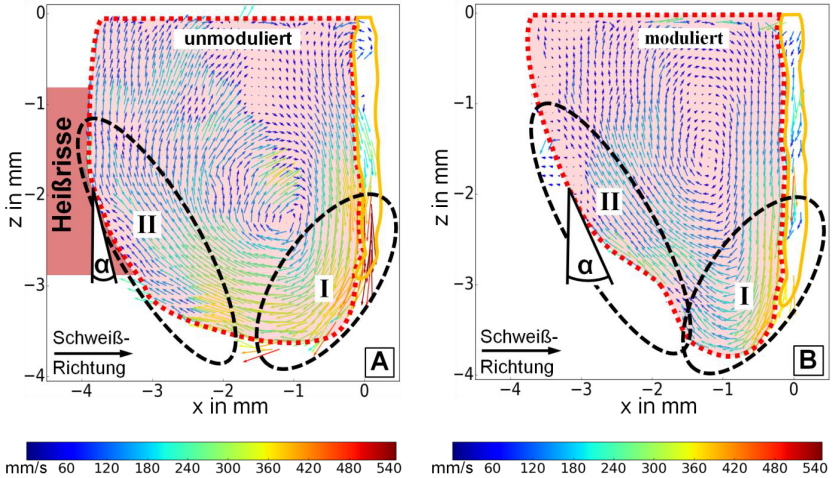 unmoduliert
0
−1
−2
−3
−4
z in mm
Heißrisse
II
I
α
Schweiß-
Richtung
A
−4 −3 −2 −1 0
x in mm
mm/s 60 120 180 240 300 360 420 480 540
moduliert
0
−1
−2
−3
−4
z in mm
II
I
α
Schweiß-
Richtung
B
−4 −3 −2 −1 0
x in mm
mm/s 60 120 180 240 300 360 420 480 540